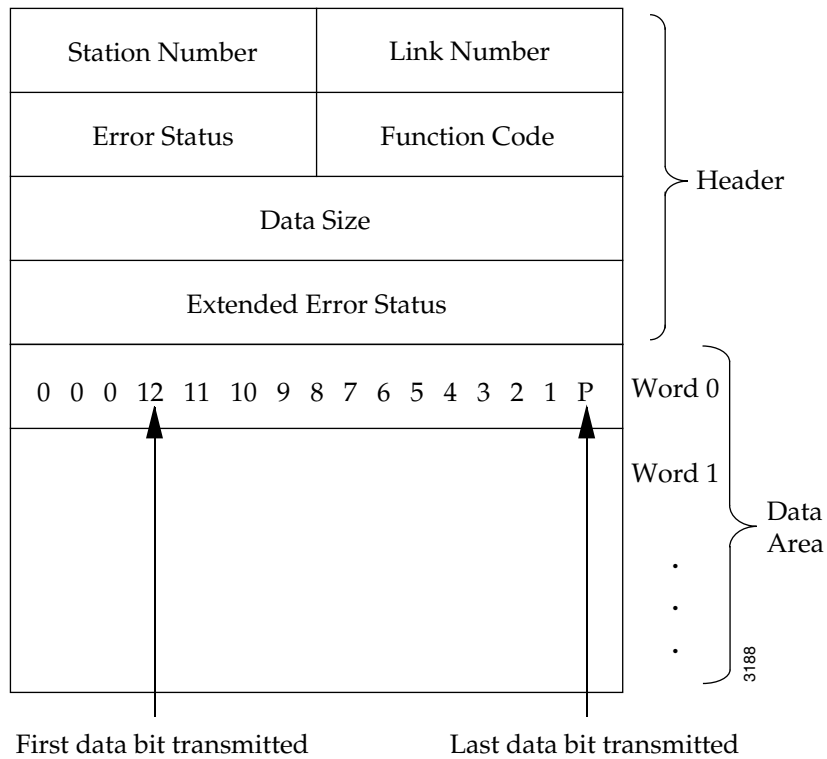 Station Number Link Number
Error Status Function Code
Header
Data Size
Extended Error Status
0 0 0 12 11 10 9 8 7 6 5 4 3 2 1 P Word 0
Word 1
Data
Area
.
.
.
3188
First data bit transmitted Last data bit transmitted